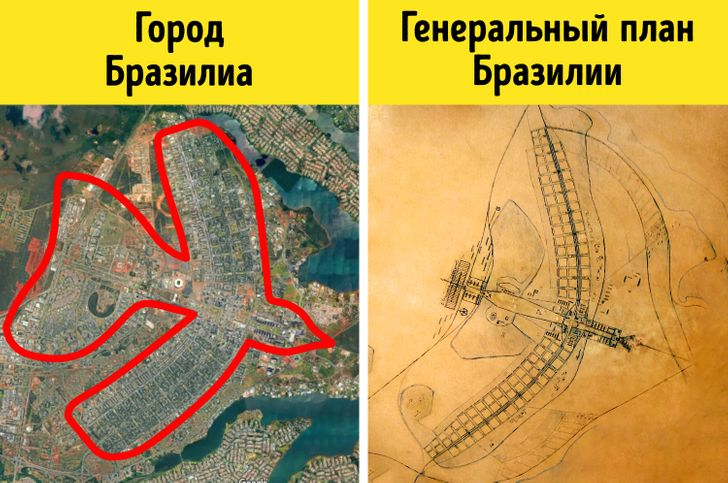 Город
Бразилиа
Генеральный план
Бразилии